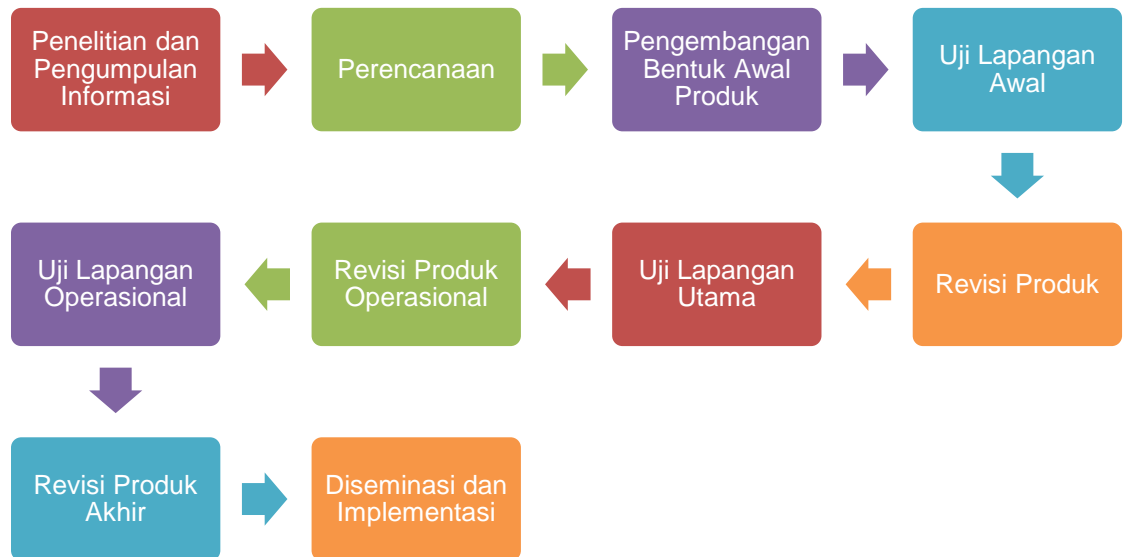 Penelitian dan
Pengumpulan
Informasi
Perencanaan
Pengembangan
Bentuk Awal
Produk
Uji Lapangan
Awal
Revisi Produk
Uji Lapangan
Utama
Revisi Produk
Operasional
Uji Lapangan
Operasional
Revisi Produk
Akhir
Diseminasi dan
Implementasi